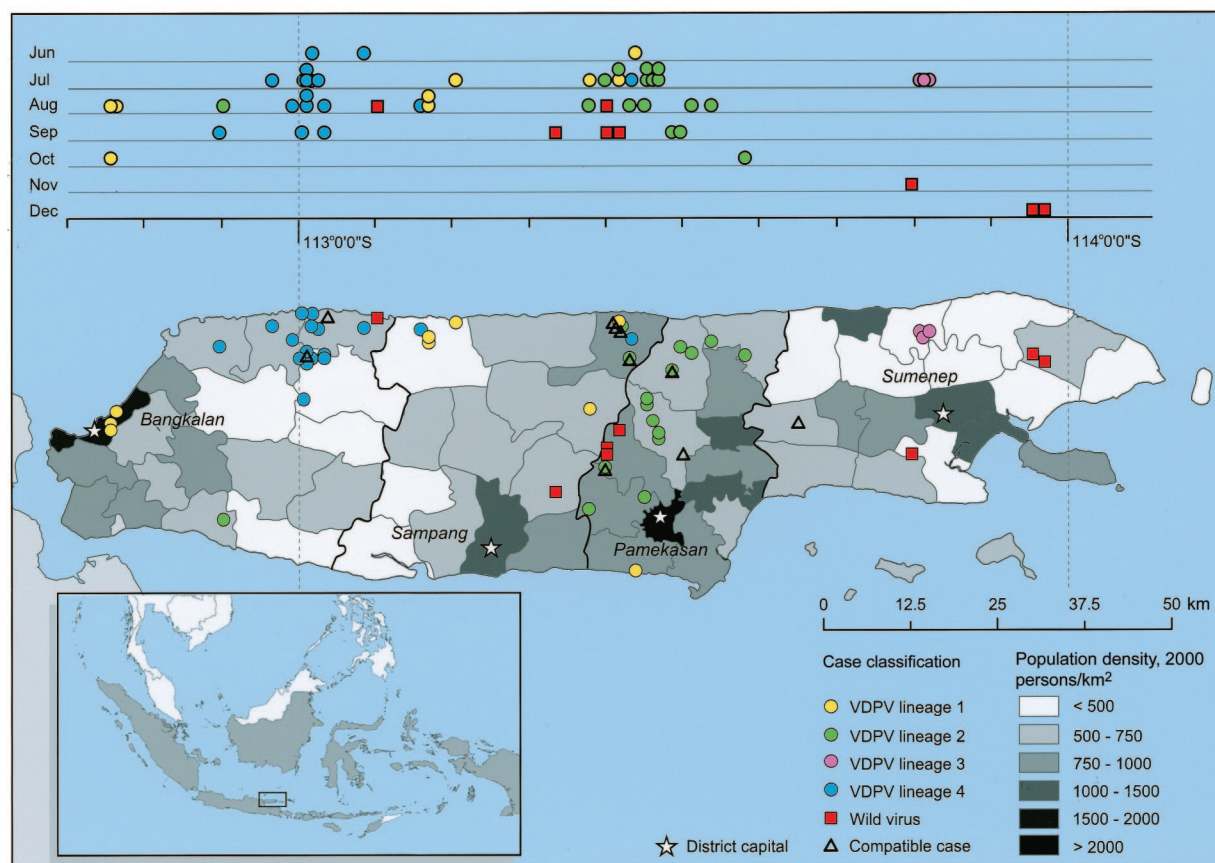 Jun
Jul
Aug
Sep
Oct
Nov
Dec
113°0'0"S
114°0'0"S
Bangkalan
Sumenep
Sampang
Pamekasan
0 12.5 25 37.5 50 km
Case classification
VDPV lineage 1
VDPV lineage 2
VDPV lineage 3
VDPV lineage 4
Wild virus
District capital
Compatible case
Population density, 2000
persons/km²
< 500
500 - 750
750 - 1000
1000 - 1500
1500 - 2000
> 2000